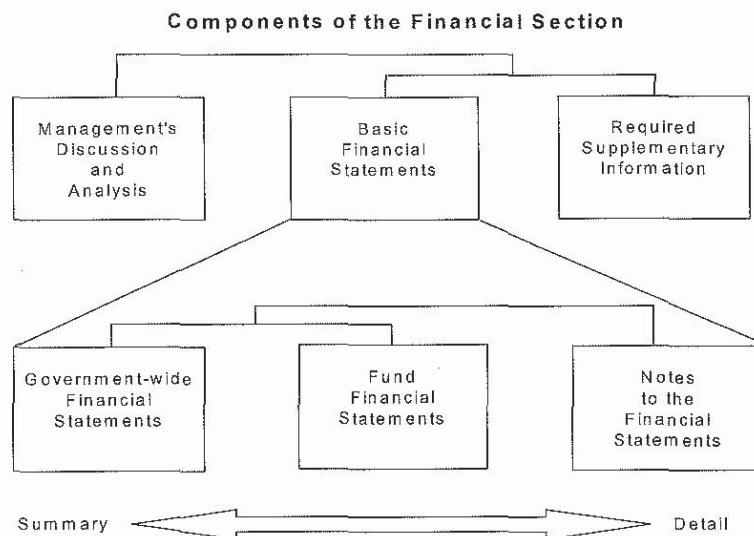 Components of the Financial Section
Management's
Discussion
and
Analysis
Basic
Financial
Statements
Required
Supplementary
Information
Government-wide
Financial
Statements
Fund
Financial
Statements
Notes
to the
Financial
Statements
Summary
Detail